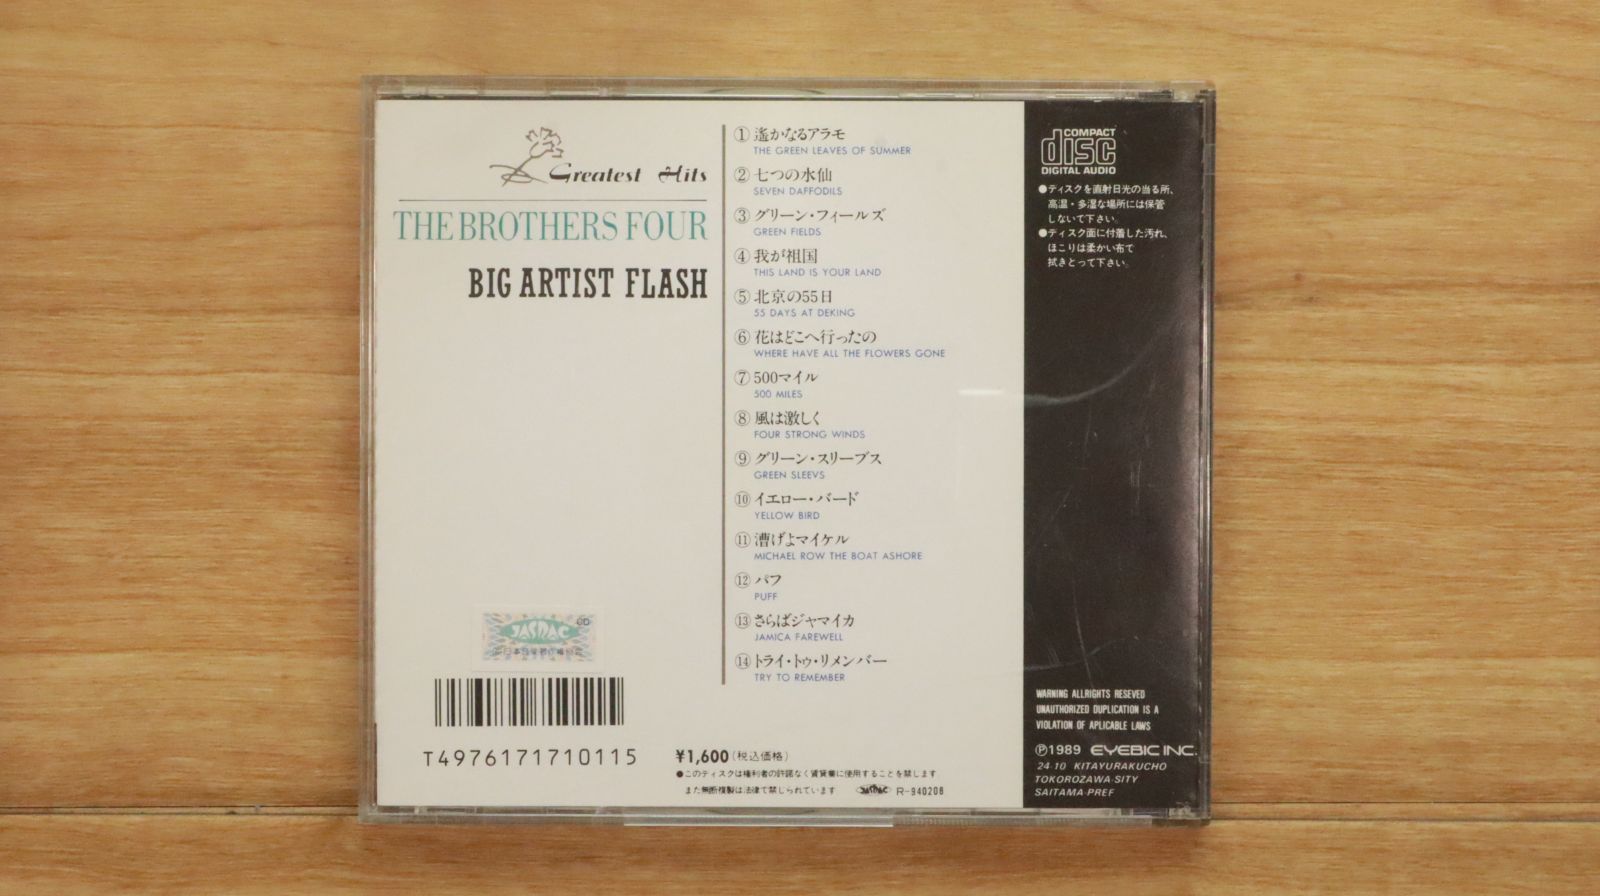 Greatest Hits
THE BROTHERS FOUR
BIG ARTIST FLASH
① 遙かなるアラモ
THE GREEN LEAVES OF SUMMER
② 七つの水仙
SEVEN DAFFODILS
③ グリーン・フィールズ
GREEN FIELDS
④ 我が祖国
THIS LAND IS YOUR LAND
⑤ 北京の55日
55 DAYS AT DEKING
⑥ 花はどこへ行ったの
WHERE HAVE ALL THE FLOWERS GONE
⑦ 500マイル
500 MILES
⑧ 風は激しく
FOUR STRONG WINDS
⑨ グリーン・スリーブス
GREEN SLEEVS
⑩ イエロー・バード
YELLOW BIRD
⑪ 漕げよマイケル
MICHAEL ROW THE BOAT ASHORE
⑫ パフ
PUFF
⑬ さらばジャマイカ
JAMICA FAREWELL
⑭ トライ・トゥ・リメンバー
TRY TO REMEMBER
JASRAC
T4976171710115
¥1,600(税込価格)
●このディスクは権利者の許諾なく賃貸業に使用することを禁じます。
また無断複製は法律で禁じられています
JASRAC R-940208
COMPACT
disc
DIGITAL AUDIO
●ディスクを直射日光の当る所、
高温・多湿な場所には保管
しないで下さい。
●ディスク面に付着した汚れ、
ほこりは柔かい布で
拭きとって下さい。
WARNING ALLRIGHTS RESEVED
UNAUTHORIZED DUPLICATION IS A
VIOLATION OF APLICABLE LAWS
Ⓟ1989 EYEBIC INC.
24-10 KITAYURAKUCHO
TOKOROZAWA-SITY
SAITAMA-PREF